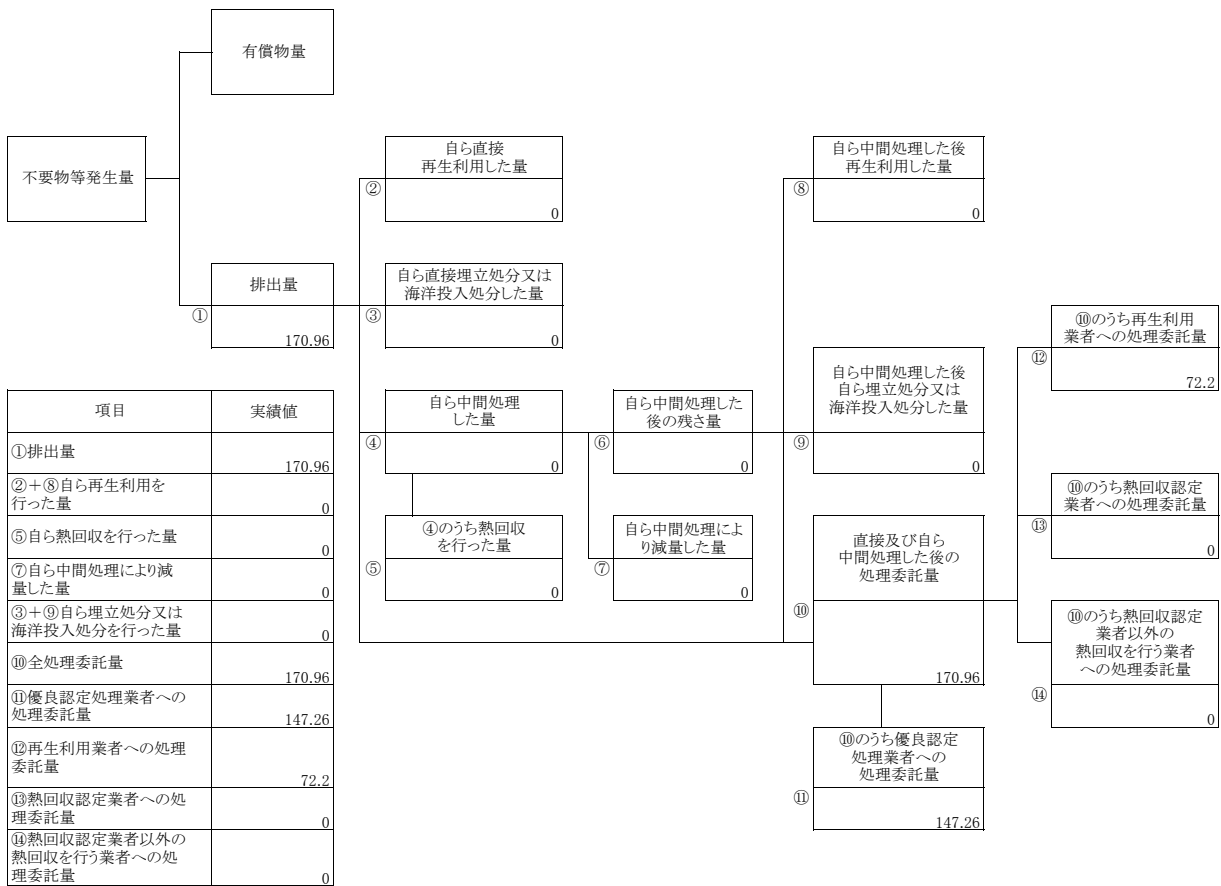 有償物量
不要物等発生量
自ら直接
再生利用した量
②
0
自ら中間処理した後
再生利用した量
⑧
0
排出量
①
170.96
自ら直接埋立処分又は
海洋投入処分した量
③
0
⑩のうち再生利用
業者への処理委託量
⑫
72.2
自ら中間処理
した量
④
0
自ら中間処理した
後の残さ量
⑥
0
自ら中間処理した後
自ら埋立処分又は
海洋投入処分した量
⑨
0
⑩のうち熱回収認定
業者への処理委託量
⑬
0
④のうち熱回収
を行った量
⑤
0
自ら中間処理によ
り減量した量
⑦
0
直接及び自ら
中間処理した後の
処理委託量
⑩
170.96
⑩のうち熱回収認定
業者以外の
熱回収を行う業者
への処理委託量
⑭
0
⑩のうち優良認定
処理業者への
処理委託量
⑪
147.26
項目 実績値
①排出量
170.96
②+⑧自ら再生利用を
行った量
0
⑤自ら熱回収を行った量
0
⑦自ら中間処理により減
量した量
0
③+⑨自ら埋立処分又は
海洋投入処分を行った量
0
⑩全処理委託量
170.96
⑪優良認定処理業者への
処理委託量
147.26
⑫再生利用業者への処理
委託量
72.2
⑬熱回収認定業者への処
理委託量
0
⑭熱回収認定業者以外の
熱回収を行う業者への処
理委託量
0